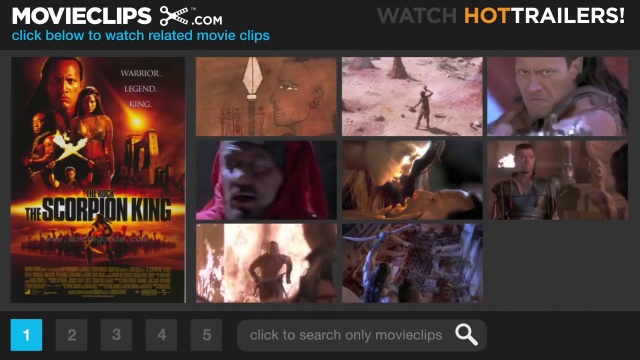 MOVIECLIPS.COM
click below to watch related movie clips
WATCH HOTTRAILERS!
WARRIOR.
LEGEND.
KING.
THE ROCK
THE SCORPION KING
1 2 3 4 5
click to search only movieclips